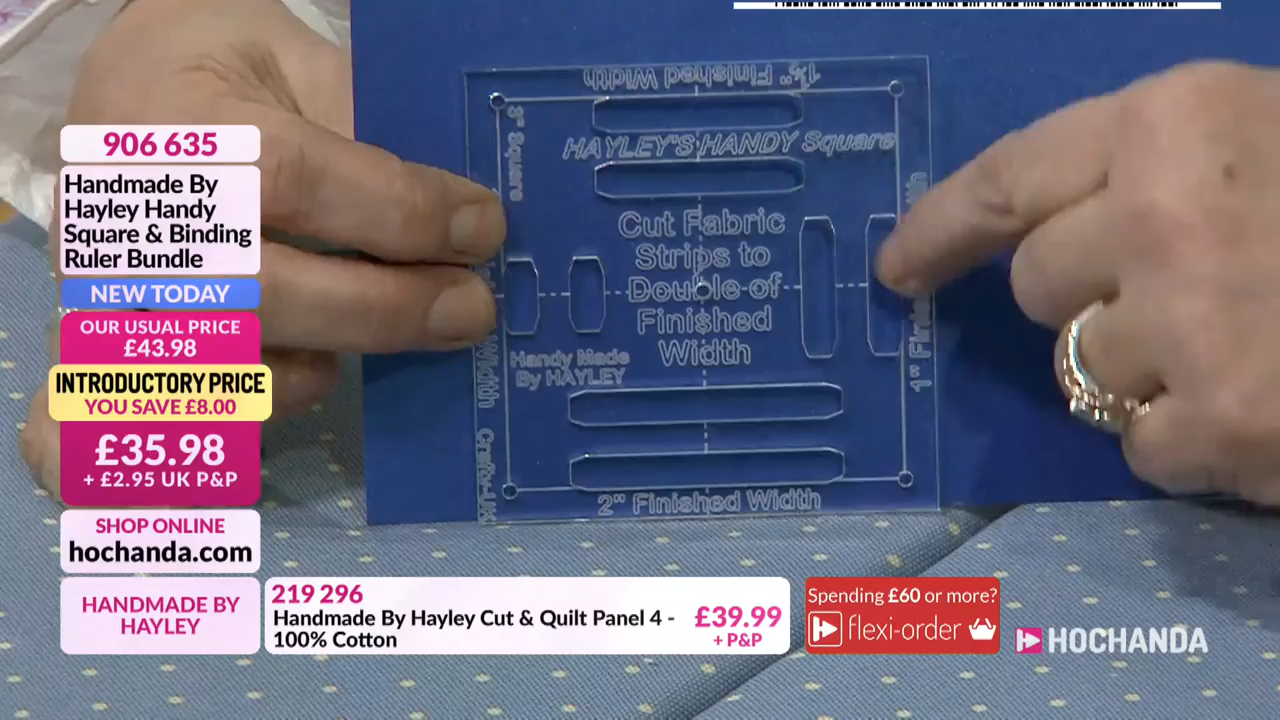 906 635
Handmade By
Hayley Handy
Square & Binding
Ruler Bundle
NEW TODAY
OUR USUAL PRICE
£43.98
INTRODUCTORY PRICE
YOU SAVE £8.00
£35.98
+ £2.95 UK P&P
SHOP ONLINE
hochanda.com
HANDMADE BY
HAYLEY
219 296
Handmade By Hayley Cut & Quilt Panel 4 -
100% Cotton
£39.99
+ P&P
Spending £60 or more?
flexi-order
HOCHANDA
1½" Finished Width
3" Square
HAYLEY'S HANDY Square
Cut Fabric
Strips to
Double of
Finished
Width
Handy Made
By HAYLEY
2" Finished Width
Width